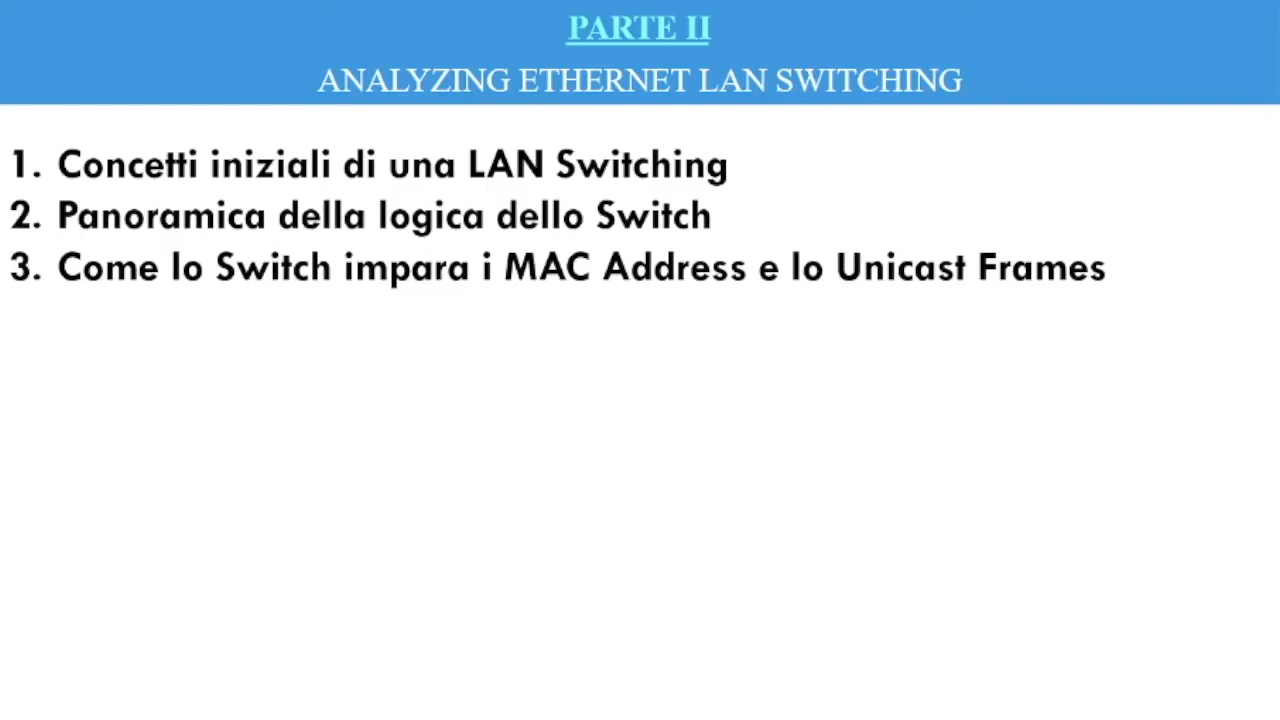 PARTE II
ANALYZING ETHERNET LAN SWITCHING
1. Concetti iniziali di una LAN Switching
2. Panoramica della logica dello Switch
3. Come lo Switch impara i MAC Address e lo Unicast Frames